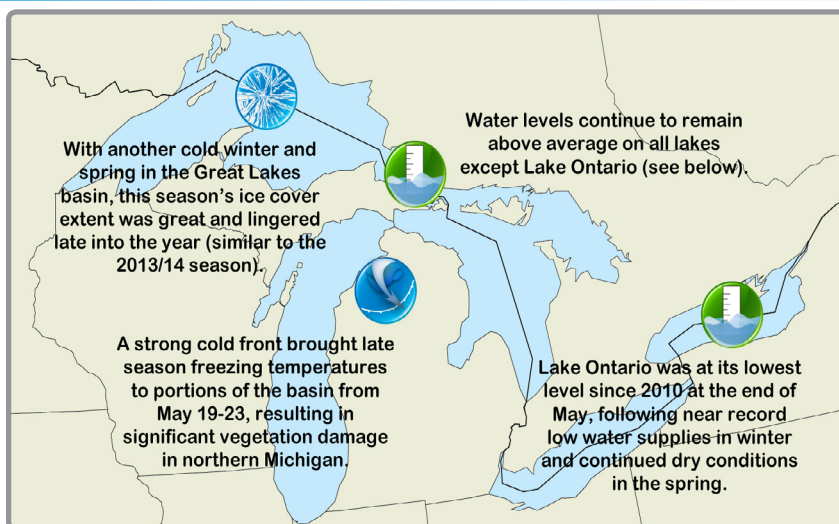 With another cold winter and
spring in the Great Lakes
basin, this season's ice cover
extent was great and lingered
late into the year (similar to the
2013/14 season).
Water levels continue to remain
above average on all lakes
except Lake Ontario (see below).
A strong cold front brought late
season freezing temperatures
to portions of the basin from
May 19-23, resulting in
significant vegetation damage
in northern Michigan.
Lake Ontario was at its lowest
level since 2010 at the end of
May, following near record
low water supplies in winter
and continued dry conditions
in the spring.